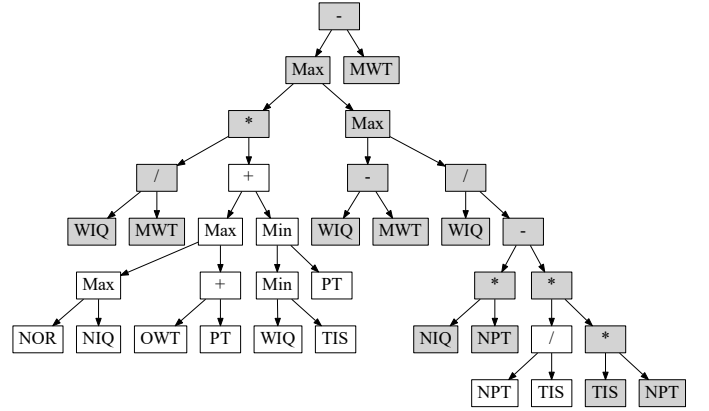 -
Max MWT
* Max
/ + - /
WIQ MWT Max Min WIQ MWT WIQ -
Max + Min PT * *
NOR NIQ OWT PT WIQ TIS NIQ NPT / *
NPT TIS TIS NPT